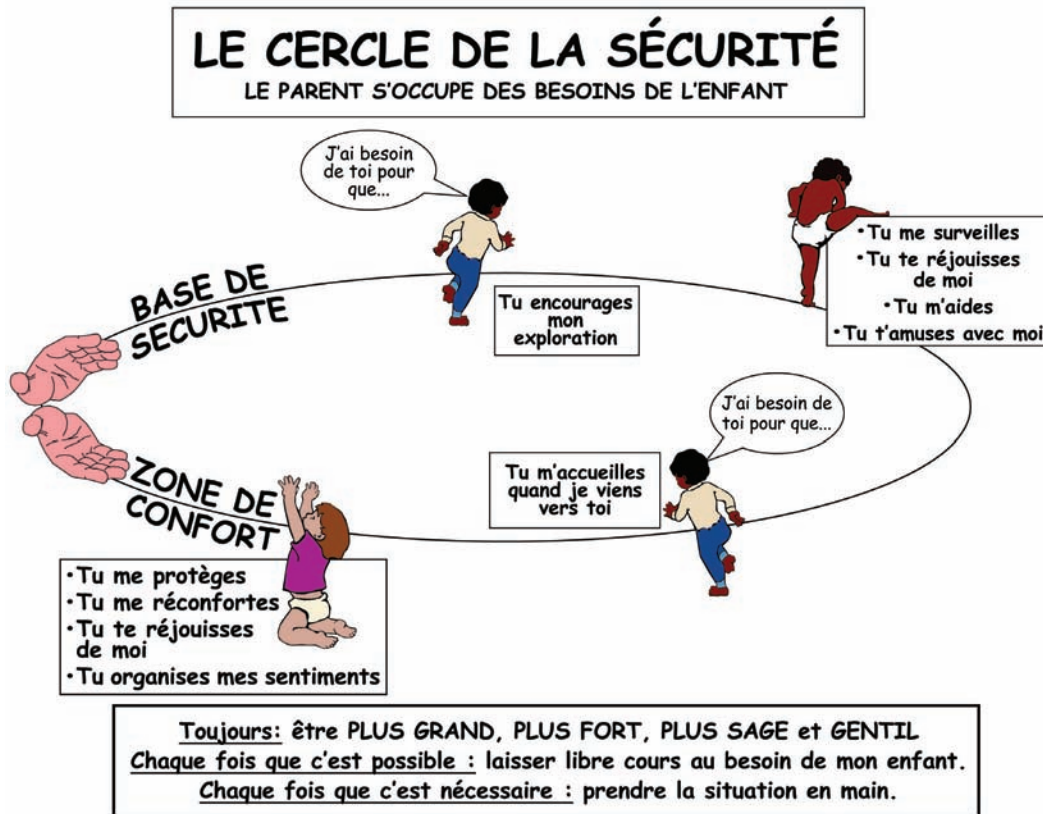 LE CERCLE DE LA SÉCURITÉ
LE PARENT S'OCCUPE DES BESOINS DE L'ENFANT
J'ai besoin
de toi pour
que...
BASE DE
SECURITE
Tu encourages
mon
exploration
•Tu me surveilles
•Tu te réjouisses
de moi
•Tu m'aides
•Tu t'amuses avec moi
J'ai besoin de
toi pour que...
Tu m'accueilles
quand je viens
vers toi
ZONE DE
CONFORT
•Tu me protèges
•Tu me réconfortes
•Tu te réjouisses
de moi
•Tu organises mes sentiments
Toujours: être PLUS GRAND, PLUS FORT, PLUS SAGE et GENTIL
Chaque fois que c'est possible : laisser libre cours au besoin de mon enfant.
Chaque fois que c'est nécessaire : prendre la situation en main.